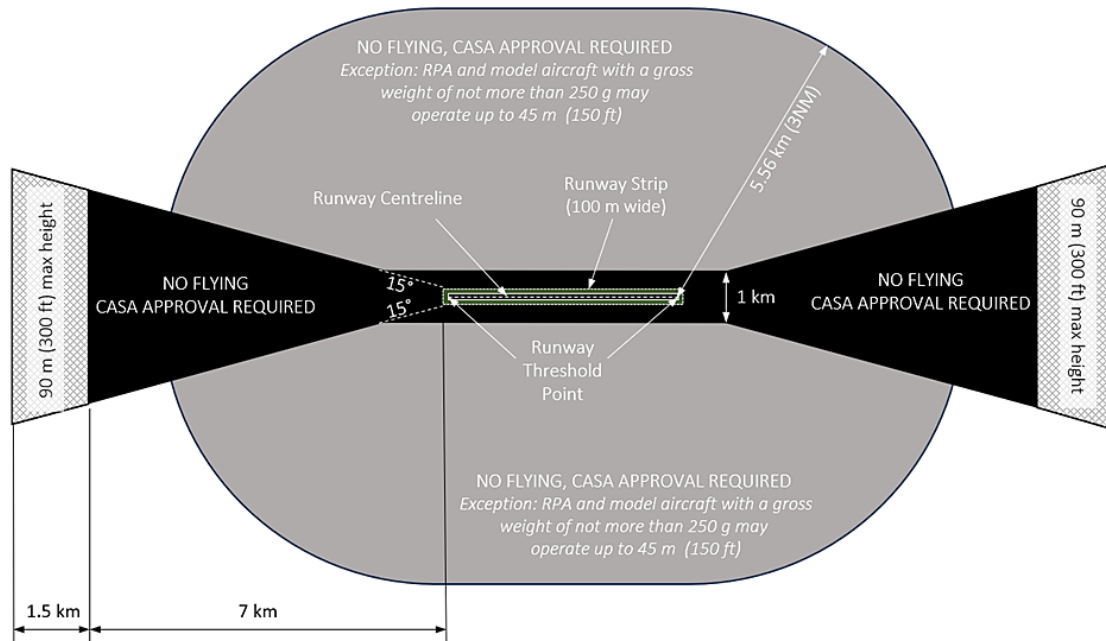 NO FLYING, CASA APPROVAL REQUIRED
Exception: RPA and model aircraft with a gross
weight of not more than 250 g may
operate up to 45 m  (150 ft)
5.56 km (3NM)
Runway Centreline
Runway Strip
(100 m wide)
90 m (300 ft) max height
NO FLYING
CASA APPROVAL REQUIRED
15°
15°
1 km
NO FLYING
CASA APPROVAL REQUIRED
90 m (300 ft) max height
Runway
Threshold
Point
NO FLYING, CASA APPROVAL REQUIRED
Exception: RPA and model aircraft with a gross
weight of not more than 250 g may
operate up to 45 m  (150 ft)
1.5 km
7 km